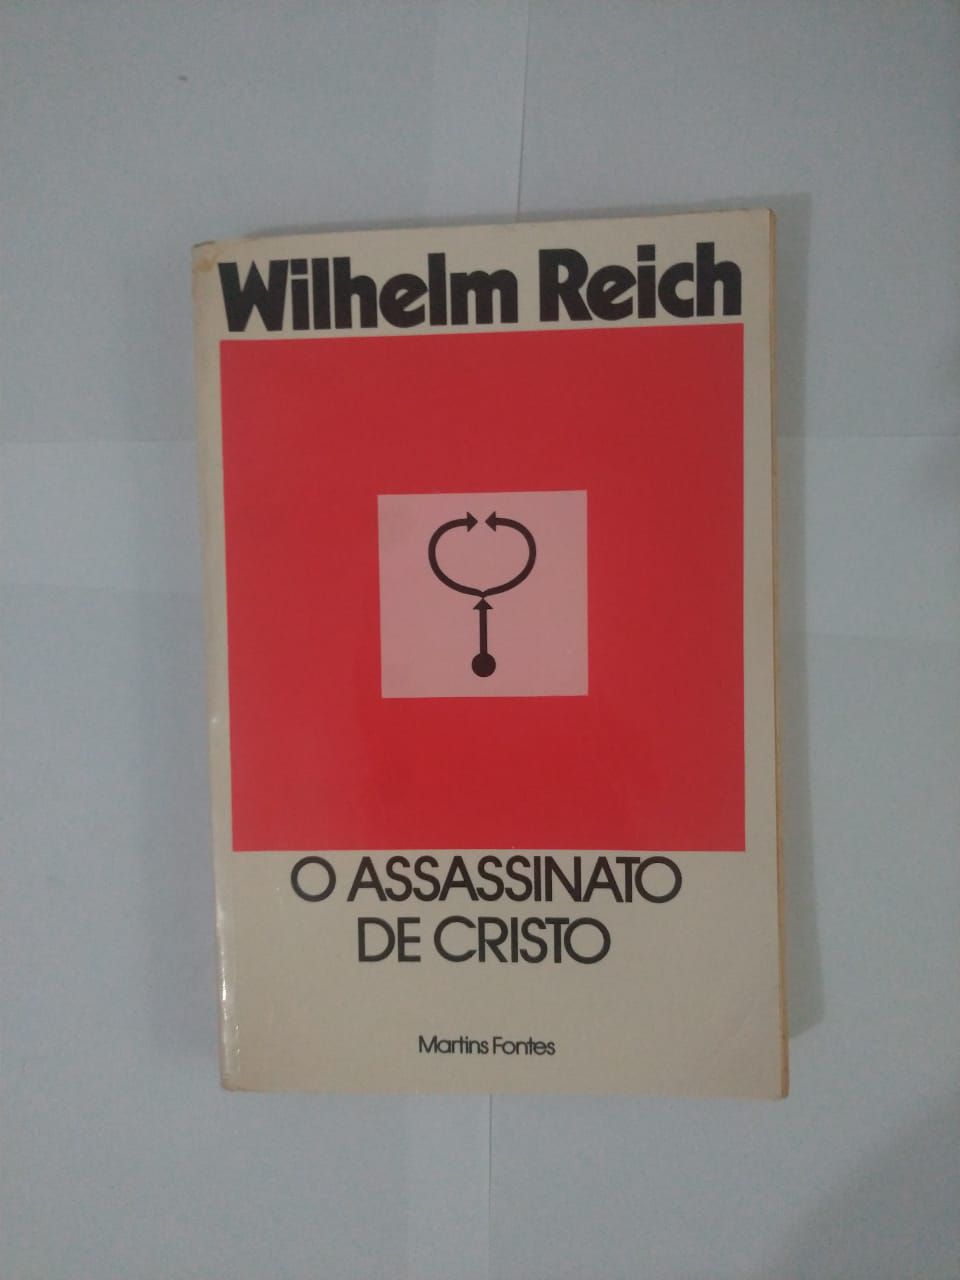 Wilhelm Reich
O ASSASSINATO
DE CRISTO
Martins Fontes